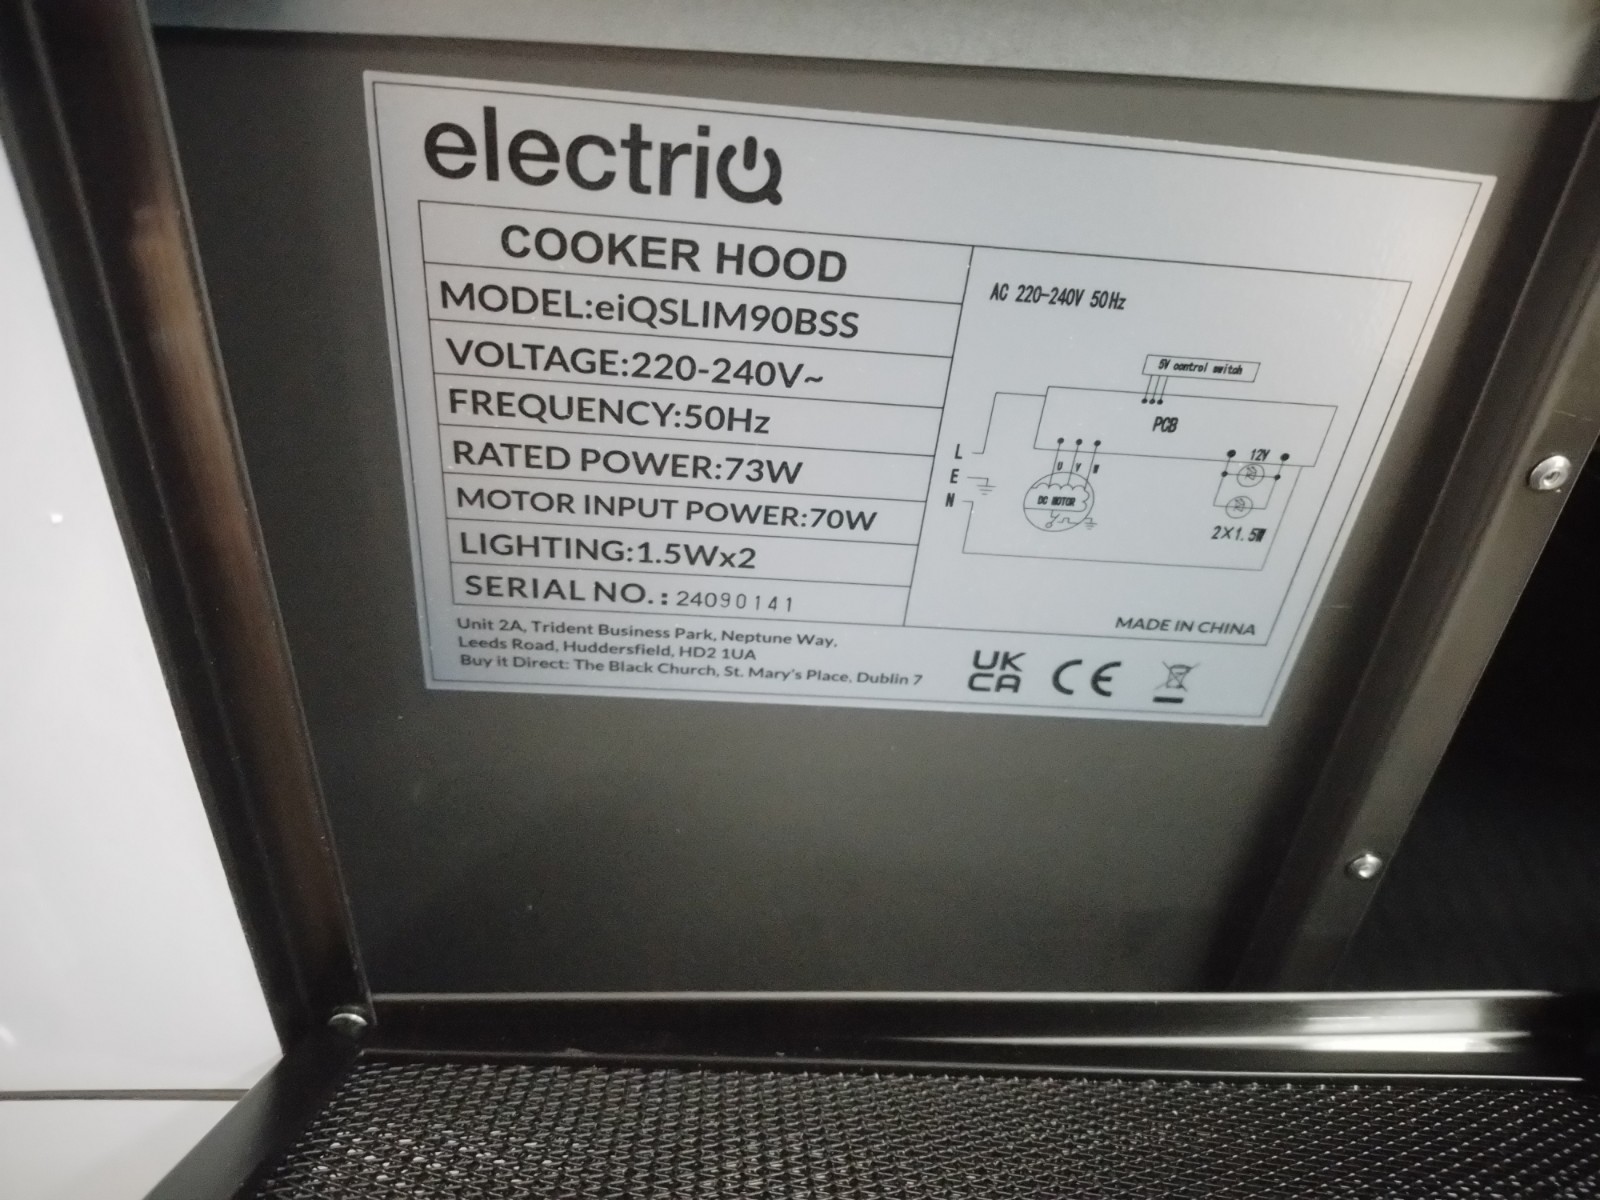 electriQ
COOKER HOOD
MODEL:eiQSLIM90BSS
VOLTAGE:220-240V~
FREQUENCY:50Hz
RATED POWER:73W
MOTOR INPUT POWER:70W
LIGHTING:1.5Wx2
SERIAL NO.: 24090141
AC 220-240V 50Hz
5V control switch
PCB
L
E
N
U V W
DC MOTOR
12V
2X1.5W
MADE IN CHINA
Unit 2A, Trident Business Park, Neptune Way,
Leeds Road, Huddersfield, HD2 1UA
Buy it Direct: The Black Church, St. Mary's Place, Dublin 7
UK
CA
CE